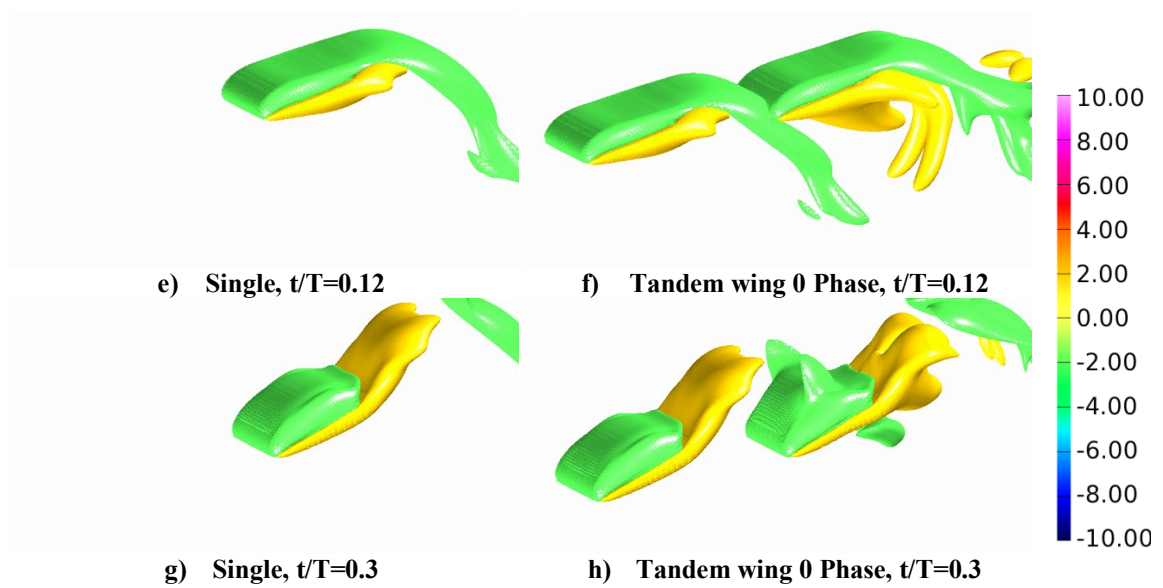 e) Single, t/T=0.12
f) Tandem wing 0 Phase, t/T=0.12
g) Single, t/T=0.3
h) Tandem wing 0 Phase, t/T=0.3
10.00
8.00
6.00
4.00
2.00
0.00
-2.00
-4.00
-6.00
-8.00
-10.00